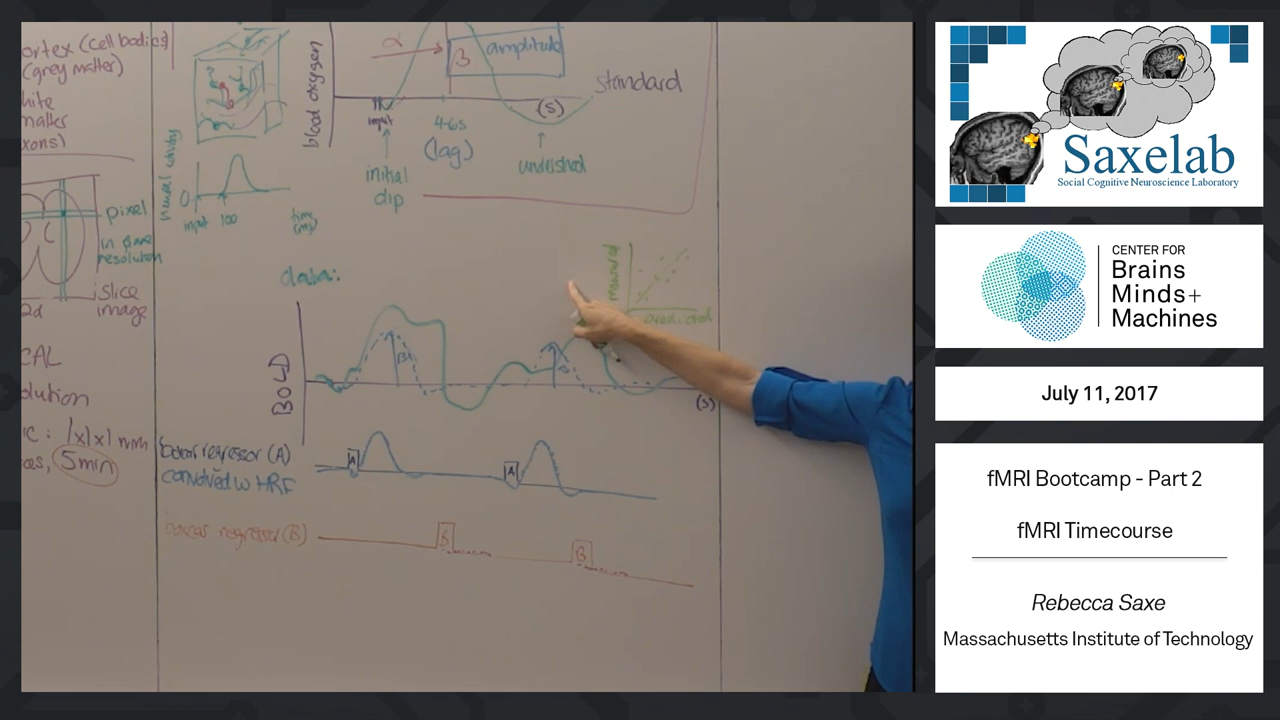 ortex (cell bodies)
(grey matter)
hite
matter
xons)
pixel
in plane
resolution
slice
image
2d
CAL
olution
IC : 1x1x1 mm
5min
neural activity
0
input
100
time
(ms)
blood oxygen
α
β
amplitude
standard
input
4-6s
(s)
(lag)
initial
dip
undershoot
data:
measured
predicted
BOLD
β
(s)
boxcar regressor (A)
convolved w HRF
A
A
boxcar regressor (B)
B
B
Saxelab
Social Cognitive Neuroscience Laboratory
CENTER FOR
Brains
Minds+
Machines
July 11, 2017
fMRI Bootcamp - Part 2
fMRI Timecourse
Rebecca Saxe
Massachusetts Institute of Technology